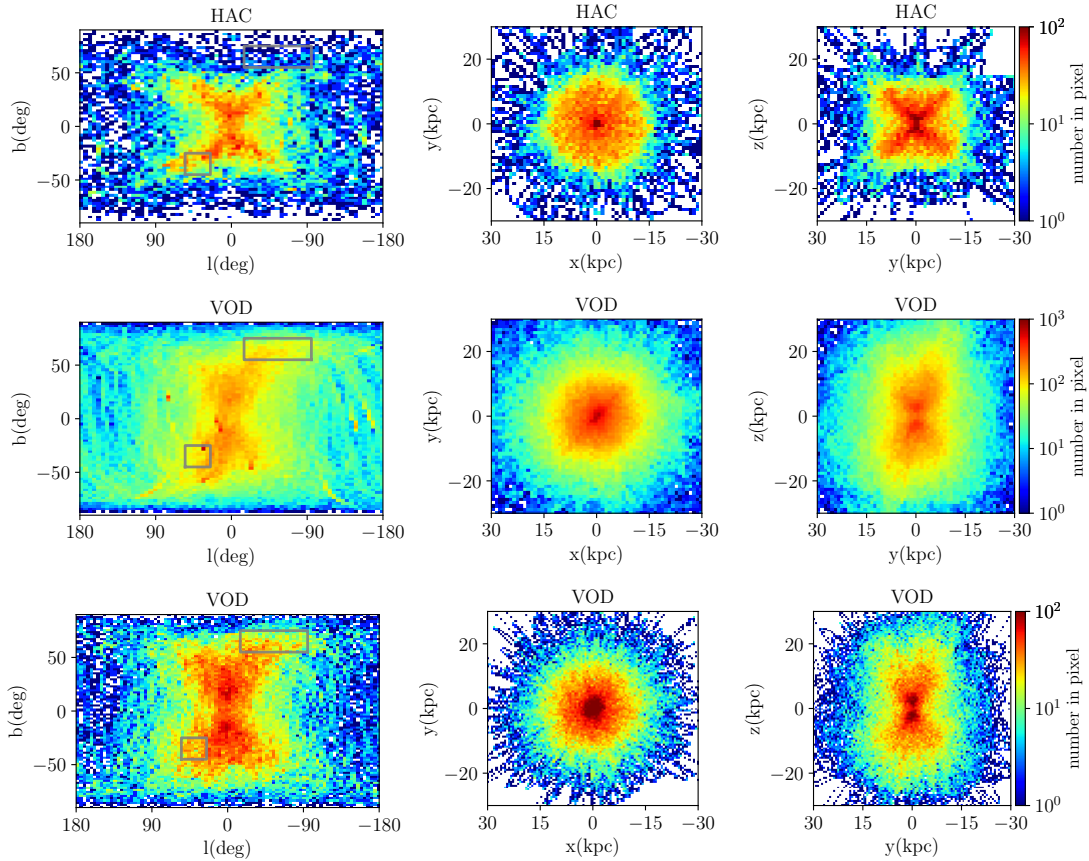 HAC HAC HAC
b(deg) 50 0 −50
180 90 0 −90 −180
l(deg)
y(kpc) 20 0 −20
30 15 0 −15 −30
x(kpc)
z(kpc) 20 0 −20
30 15 0 −15 −30
y(kpc)
10² 10¹ 10⁰
number in pixel
VOD VOD VOD
b(deg) 50 0 −50
180 90 0 −90 −180
l(deg)
y(kpc) 20 0 −20
30 15 0 −15 −30
x(kpc)
z(kpc) 20 0 −20
30 15 0 −15 −30
y(kpc)
10³ 10² 10¹ 10⁰
number in pixel
VOD VOD VOD
b(deg) 50 0 −50
180 90 0 −90 −180
l(deg)
y(kpc) 20 0 −20
30 15 0 −15 −30
x(kpc)
z(kpc) 20 0 −20
30 15 0 −15 −30
y(kpc)
10² 10¹ 10⁰
number in pixel